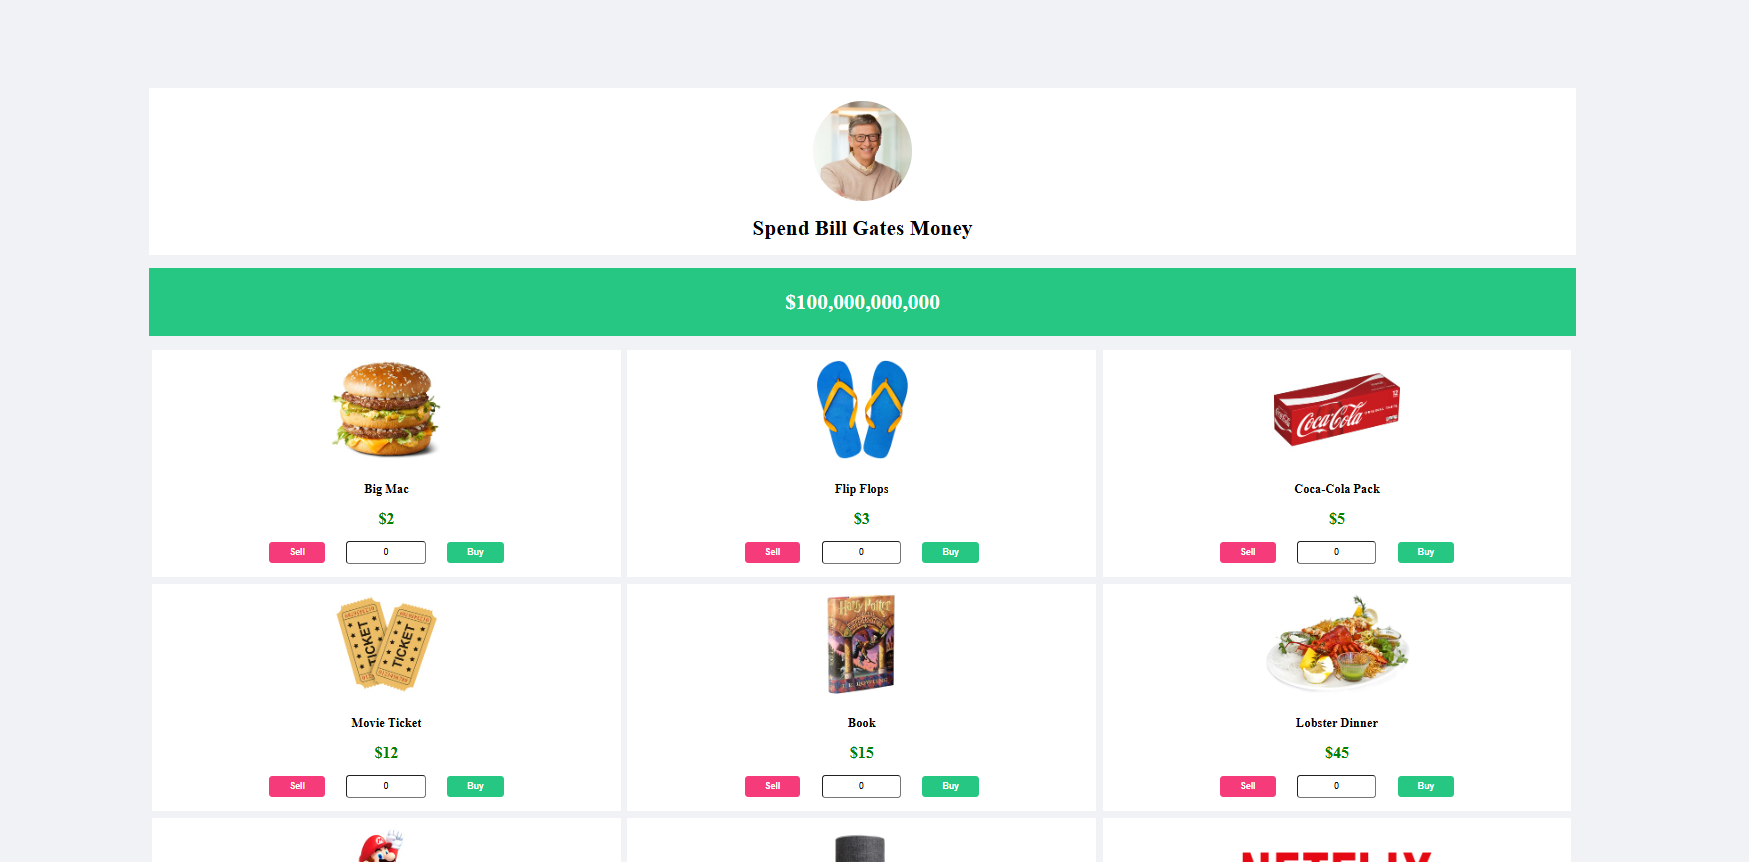 Spend Bill Gates Money
$100,000,000,000
Coca-Cola
Big Mac
Flip Flops
Coca-Cola Pack
$2
$3
$5
Sell 0 Buy
Sell 0 Buy
Sell 0 Buy
TICKET
TICKET
Harry Potter
Movie Ticket
Book
Lobster Dinner
$12
$15
$45
Sell 0 Buy
Sell 0 Buy
Sell 0 Buy
NETFLIX